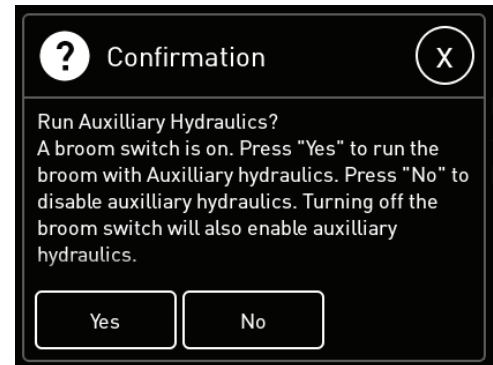 ?
Confirmation
X
Run Auxilliary Hydraulics?
A broom switch is on. Press "Yes" to run the
broom with Auxilliary hydraulics. Press "No" to
disable auxilliary hydraulics. Turning off the
broom switch will also enable auxilliary
hydraulics.
Yes
No